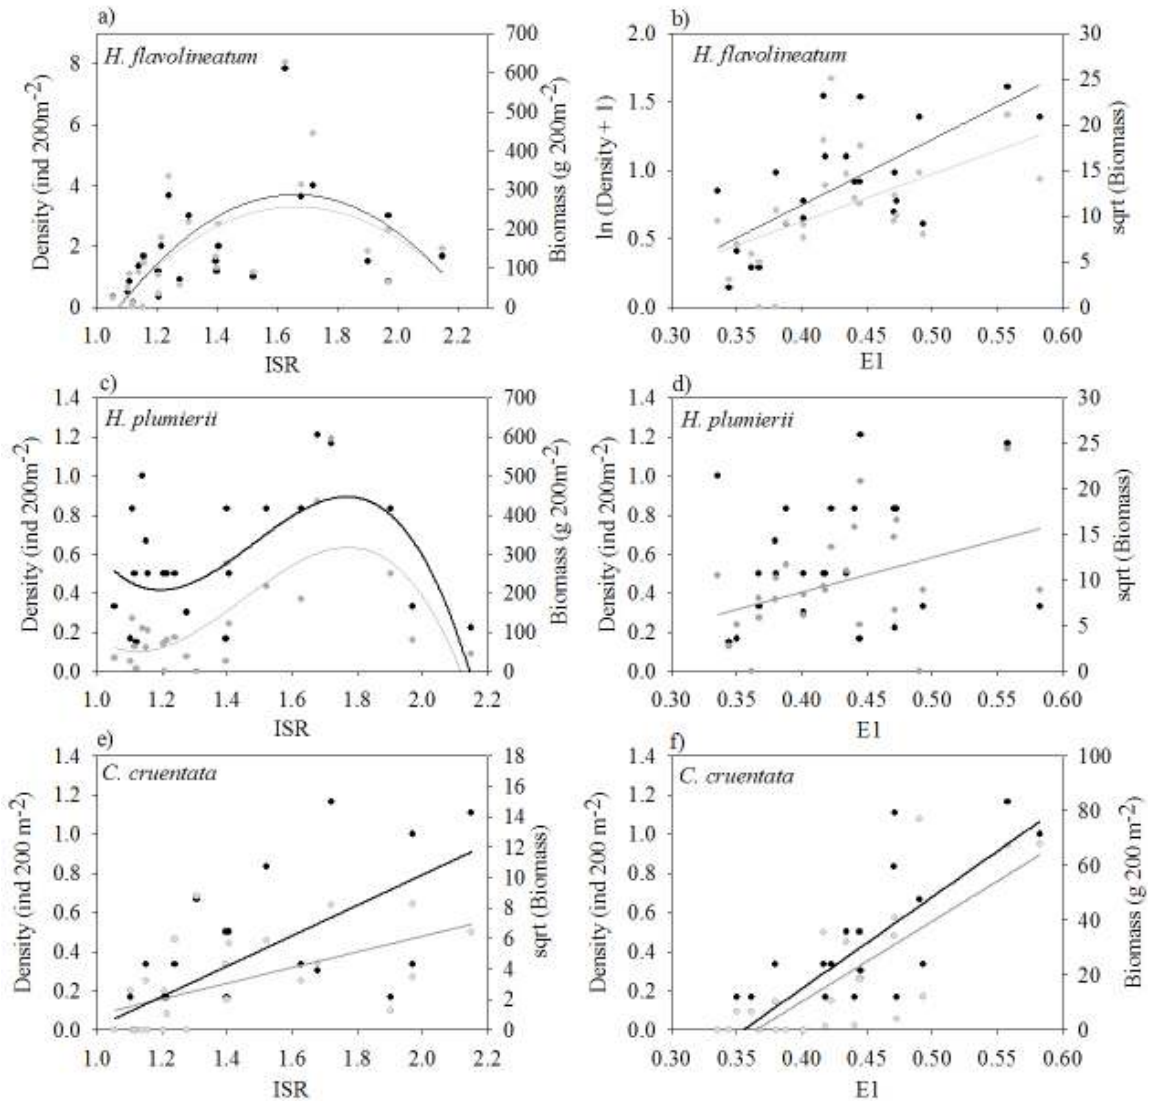 a)
H. flavolineatum
Density (ind 200m-2)
8
6
4
2
0
700
600
500
400
300
200
100
0
Biomass (g 200m-2)
1.0 1.2 1.4 1.6 1.8 2.0 2.2
ISR
b)
H. flavolineatum
ln (Density + 1)
2.0
1.5
1.0
0.5
0.0
30
25
20
15
10
5
0
sqrt (Biomass)
0.30 0.35 0.40 0.45 0.50 0.55 0.60
E1
c)
H. plumierii
Density (ind 200m-2)
1.4
1.2
1.0
0.8
0.6
0.4
0.2
0.0
700
600
500
400
300
200
100
0
Biomass (g 200m-2)
1.0 1.2 1.4 1.6 1.8 2.0 2.2
ISR
d)
H. plumierii
Density (ind 200m-2)
1.4
1.2
1.0
0.8
0.6
0.4
0.2
0.0
30
25
20
15
10
5
0
sqrt (Biomass)
0.30 0.35 0.40 0.45 0.50 0.55 0.60
E1
e)
C. cruentata
Density (ind 200 m-2)
1.4
1.2
1.0
0.8
0.6
0.4
0.2
0.0
18
16
14
12
10
8
6
4
2
0
sqrt (Biomass)
1.0 1.2 1.4 1.6 1.8 2.0 2.2
ISR
f)
C. cruentata
Density (ind 200 m-2)
1.4
1.2
1.0
0.8
0.6
0.4
0.2
0.0
100
80
60
40
20
0
Biomass (g 200 m-2)
0.30 0.35 0.40 0.45 0.50 0.55 0.60
E1